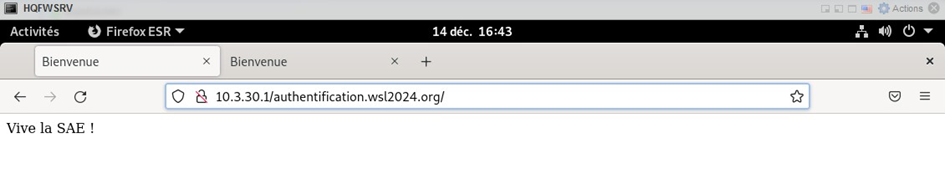 HQFWSRV Actions
Activités Firefox ESR 14 déc. 16:43
Bienvenue Bienvenue
10.3.30.1/authentification.wsl2024.org/
Vive la SAE !